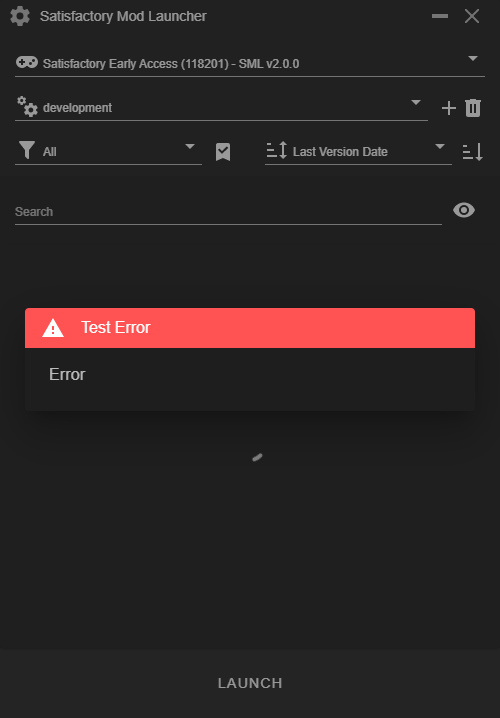 Satisfactory Mod Launcher
Satisfactory Early Access (118201) - SML v2.0.0
development
All
Last Version Date
Search
Test Error
Error
LAUNCH